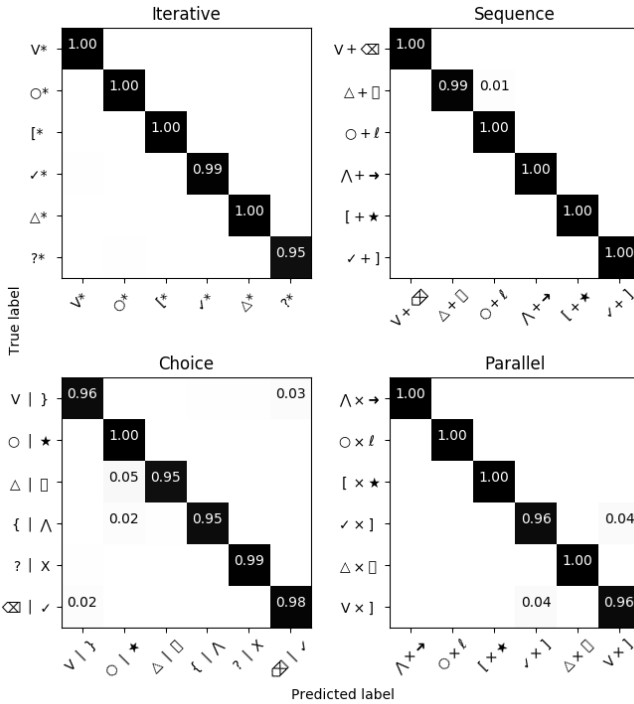 Iterative
V* 1.00
○* 1.00
[* 1.00
✓* 0.99
△* 1.00
?* 0.95
V* ○* [* ✓* △* ?*
Sequence
V + ⌫ 1.00
△ + ▯ 0.99 0.01
○ + ℓ 1.00
⋀ + ➔ 1.00
[ + ★ 1.00
✓ + ] 1.00
V + ⌫ △ + ▯ ○ + ℓ ⋀ + ➔ [ + ★ ✓ + ]
True label
Choice
V | } 0.96 0.03
○ | ★ 1.00
△ | ▯ 0.05 0.95
{ | ⋀ 0.02 0.95
? | X 0.99
⌫ | ✓ 0.02 0.98
V | } ○ | ★ △ | ▯ { | ⋀ ? | X ⌫ | ✓
Parallel
⋀ × ➔ 1.00
○ × ℓ 1.00
[ × ★ 1.00
✓ × ] 0.96 0.04
△ × ▯ 1.00
V × ] 0.04 0.96
⋀ × ➔ ○ × ℓ [ × ★ ✓ × ] △ × ▯ V × ]
Predicted label